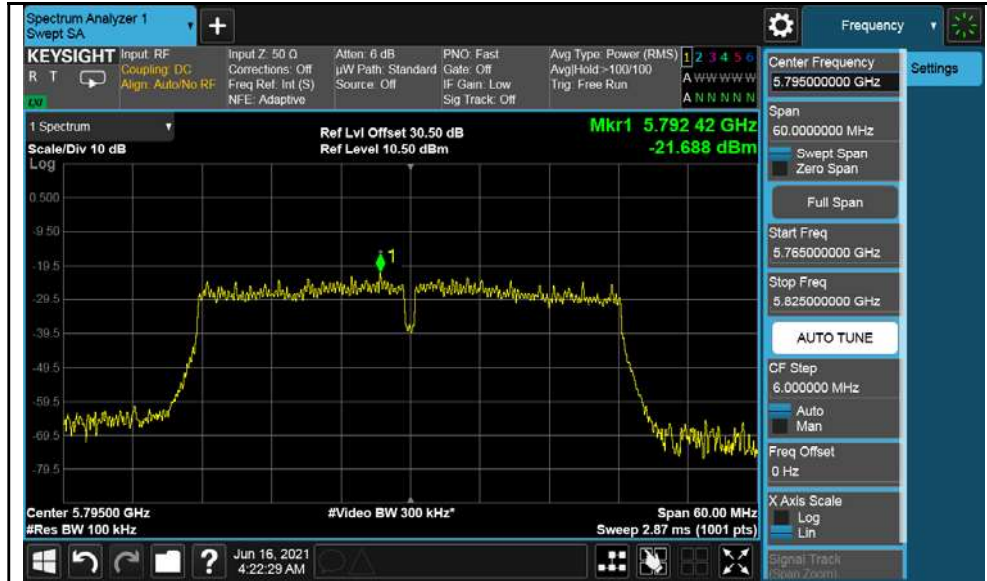 Spectrum Analyzer 1
Swept SA
+
Frequency
KEYSIGHT
R T
LXI
Input: RF
Coupling: DC
Align: Auto/No RF
Input Z: 50 Ω
Corrections: Off
Freq Ref: Int (S)
NFE: Adaptive
Atten: 6 dB
µW Path: Standard
Source: Off
PNO: Fast
Gate: Off
IF Gain: Low
Sig Track: Off
Avg Type: Power (RMS)
Avg|Hold:>100/100
Trig: Free Run
1 2 3 4 5 6
A W W W W W
A N N N N N
Center Frequency
5.795000000 GHz
Settings
1 Spectrum
Scale/Div 10 dB
Ref Lvl Offset 30.50 dB
Ref Level 10.50 dBm
Mkr1 5.792 42 GHz
-21.688 dBm
Log
0.500
-9.50
-19.5
-29.5
-39.5
-49.5
-59.5
-69.5
-79.5
1
Span
60.0000000 MHz
Swept Span
Zero Span
Full Span
Start Freq
5.765000000 GHz
Stop Freq
5.825000000 GHz
AUTO TUNE
CF Step
6.000000 MHz
Auto
Man
Freq Offset
0 Hz
X Axis Scale
Log
Lin
Signal Track
(Span Zoom)
Center 5.79500 GHz
#Res BW 100 kHz
#Video BW 300 kHz*
Span 60.00 MHz
Sweep 2.87 ms (1001 pts)
?
Jun 16, 2021
4:22:29 AM